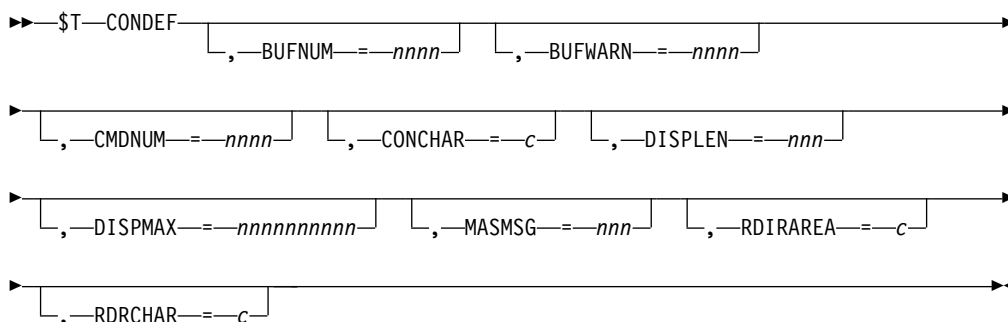 $T CONDEF , BUFNUM = nnnn , BUFWARN = nnnn
, CMDNUM = nnnn , CONCHAR = c , DISPLEN = nnn
, DISPMAX = nnnnnnnnnn , MASMSG = nnn , RDIRAREA = c
, RDRCHAR = c